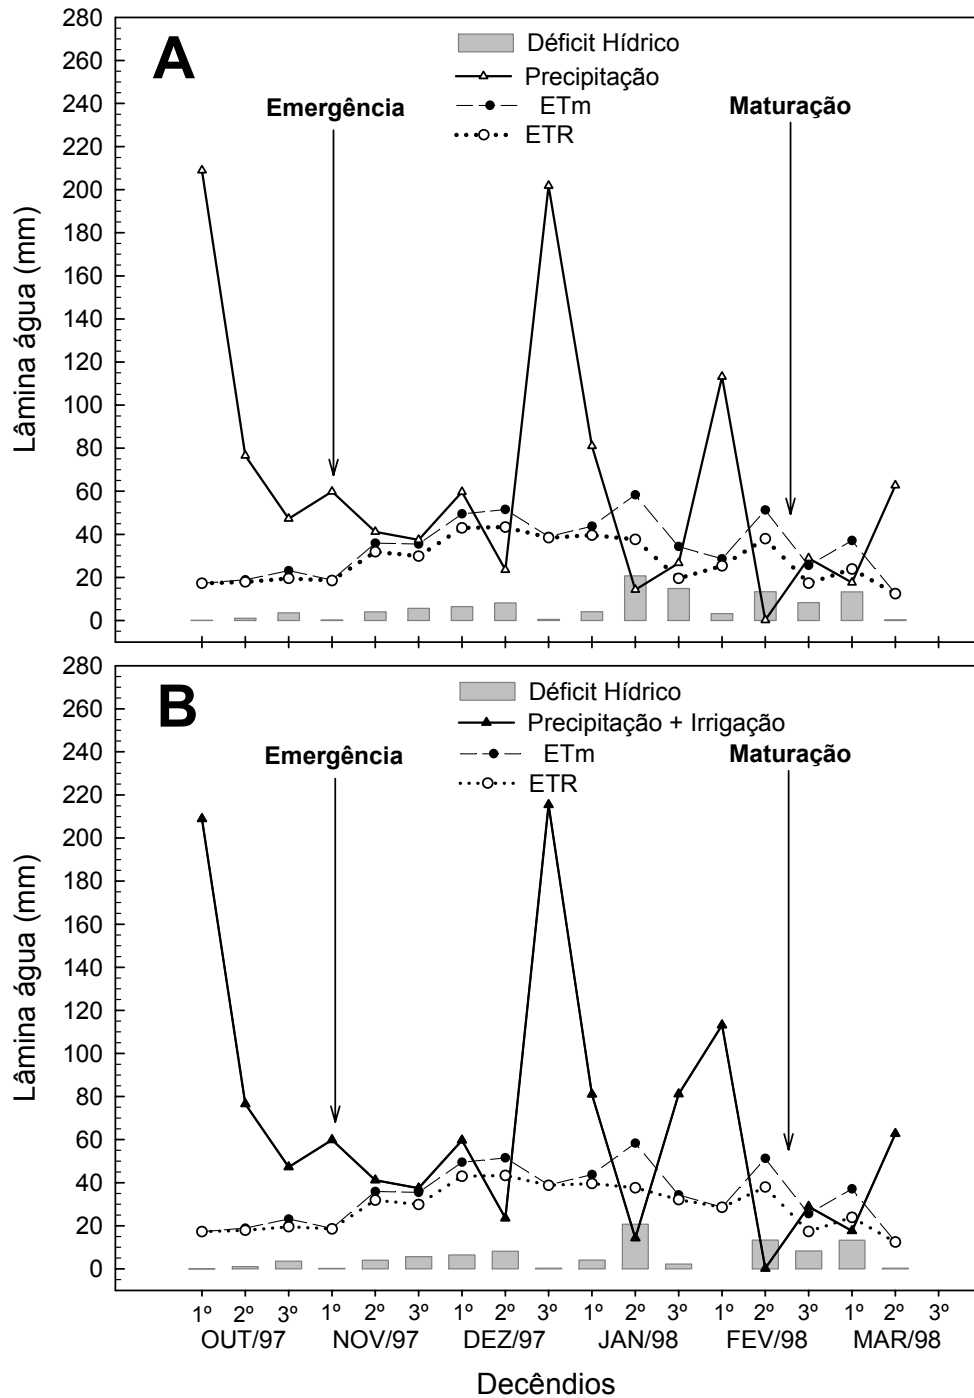 A
Déficit Hídrico
Precipitação
ETm
ETR
Emergência
Maturação
Lâmina água (mm)
280
260
240
220
200
180
160
140
120
100
80
60
40
20
0
B
Déficit Hídrico
Precipitação + Irrigação
ETm
ETR
Emergência
Maturação
Lâmina água (mm)
280
260
240
220
200
180
160
140
120
100
80
60
40
20
0
1º 2º 3º 1º 2º 3º 1º 2º 3º 1º 2º 3º 1º 2º 3º 1º 2º 3º
OUT/97 NOV/97 DEZ/97 JAN/98 FEV/98 MAR/98
Decêndios